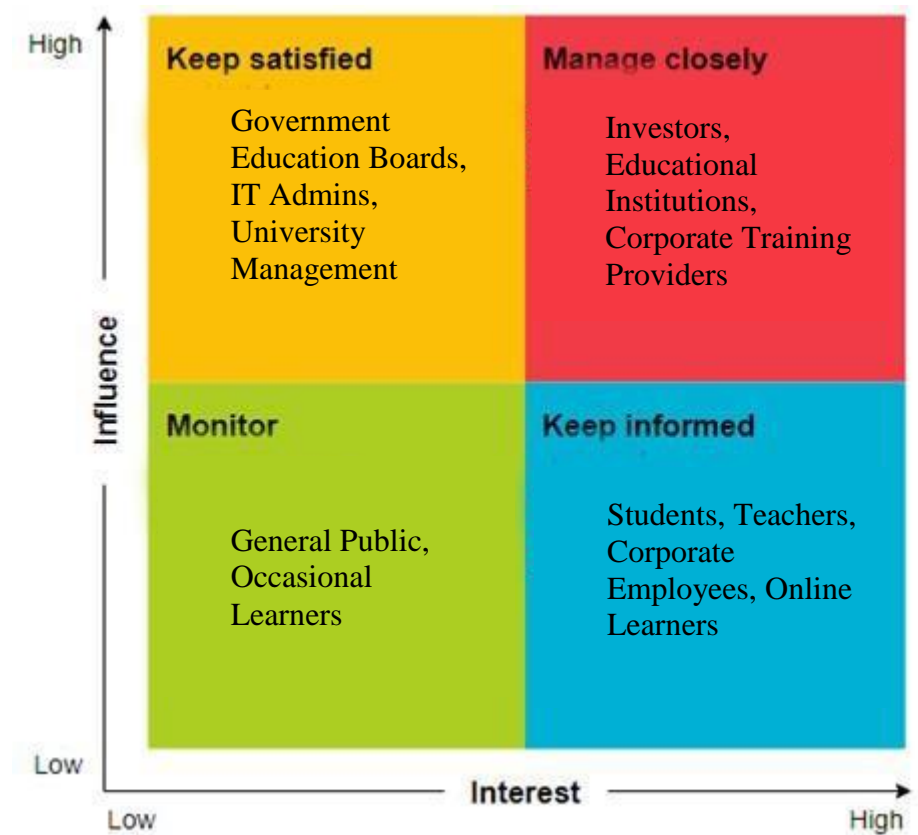 High
Keep satisfied
Government
Education Boards,
IT Admins,
University
Management
Manage closely
Investors,
Educational
Institutions,
Corporate Training
Providers
Influence
Monitor
General Public,
Occasional
Learners
Keep informed
Students, Teachers,
Corporate
Employees, Online
Learners
Low
Interest
Low
High